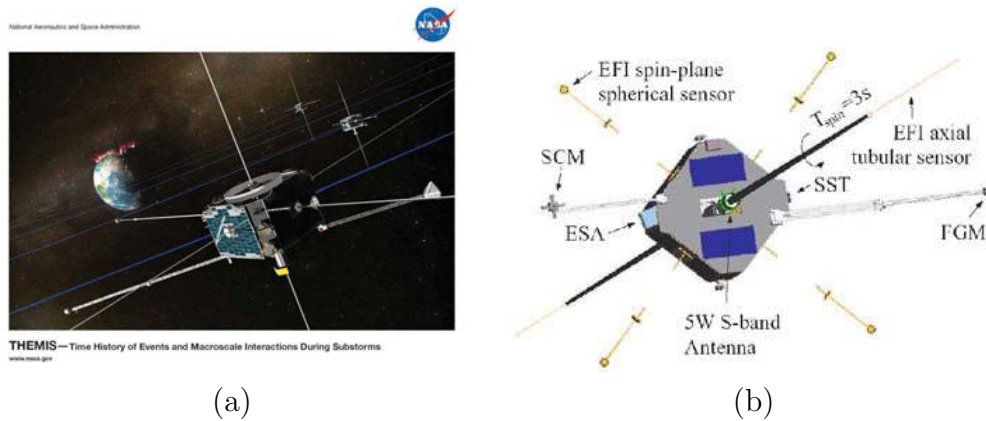 National Aeronautics and Space Administration
NASA
THEMIS—Time History of Events and Macroscale Interactions During Substorms
www.nasa.gov
(a)
EFI spin-plane
spherical sensor
T_spin=3s
EFI axial
tubular sensor
SCM
SST
ESA
FGM
5W S-band
Antenna
(b)